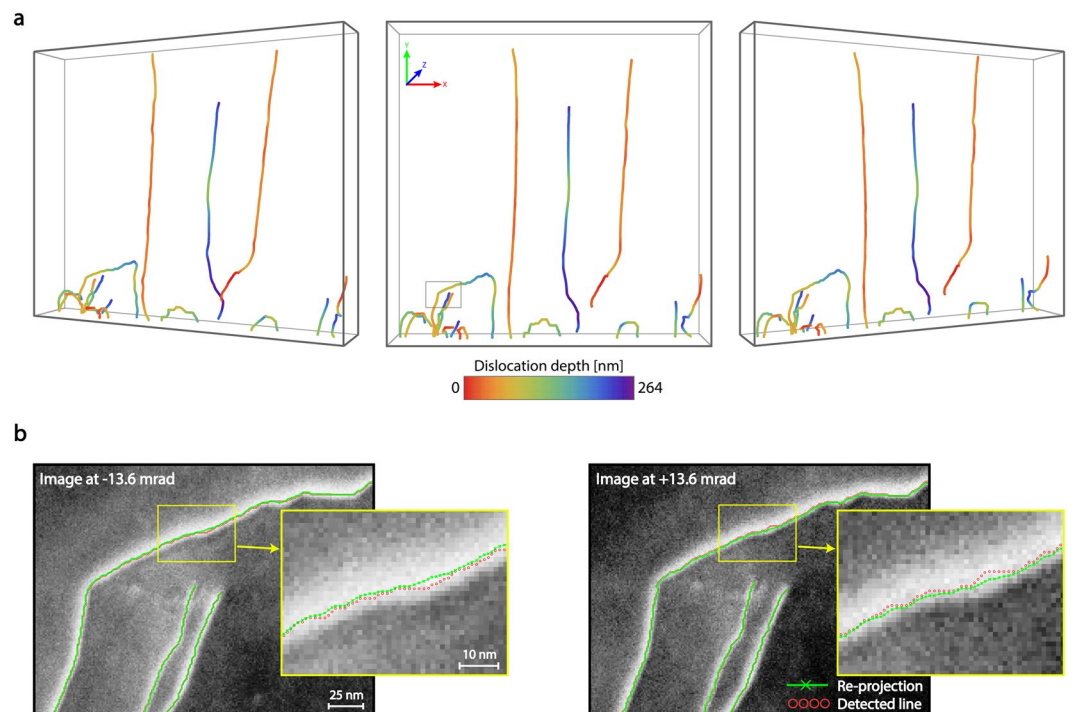 a
Y
Z
X
Dislocation depth [nm]
0
264
b
Image at -13.6 mrad
10 nm
25 nm
Image at +13.6 mrad
Re-projection
Detected line